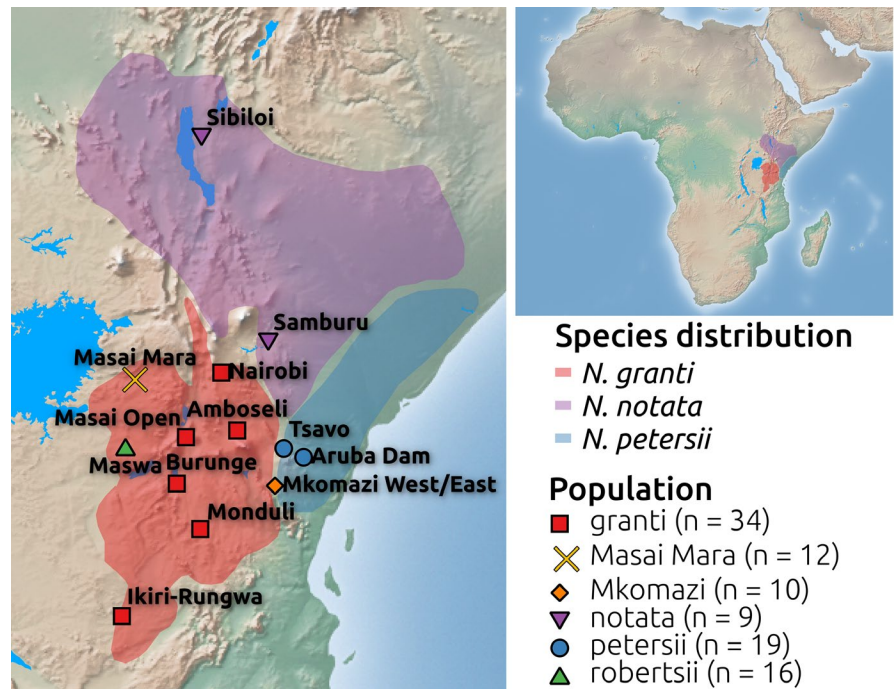 Sibiloi
Samburu
Masai Mara
Nairobi
Masai Open
Amboseli
Tsavo
Maswa
Burunge
Aruba Dam
Mkomazi West/East
Monduli
Ikiri-Rungwa
Species distribution
N. granti
N. notata
N. petersii
Population
granti (n = 34)
Masai Mara (n = 12)
Mkomazi (n = 10)
notata (n = 9)
petersii (n = 19)
robertsii (n = 16)